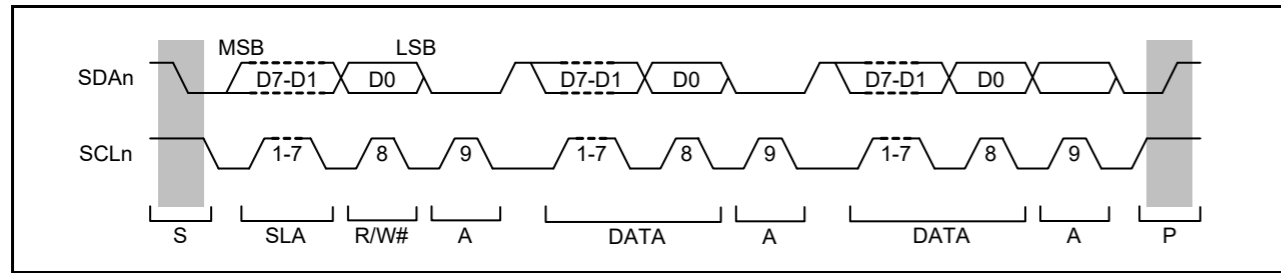 MSB LSB
SDAn D7-D1 D0 D7-D1 D0 D7-D1 D0
SCLn 1-7 8 9 1-7 8 9 1-7 8 9
S SLA R/W# A DATA A DATA A P